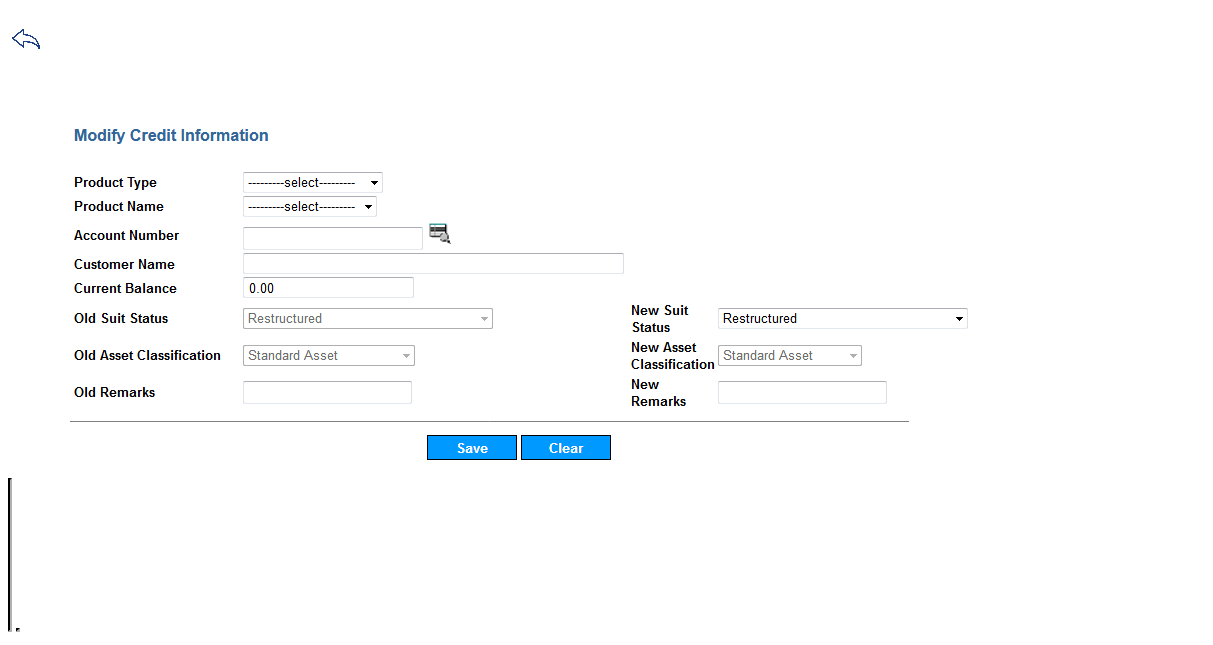 Modify Credit Information
Product Type ---------select---------
Product Name ---------select---------
Account Number
Customer Name
Current Balance 0.00
Old Suit Status Restructured New Suit Status Restructured
Old Asset Classification Standard Asset New Asset Classification Standard Asset
Old Remarks New Remarks
Save Clear